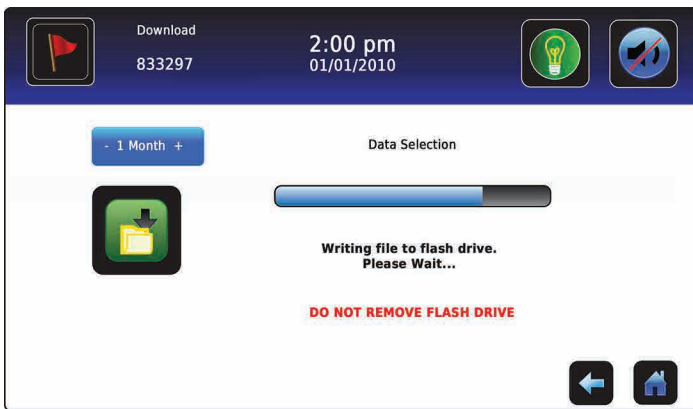 Download
833297
2:00 pm
01/01/2010
- 1 Month +
Data Selection
Writing file to flash drive.
Please Wait...
DO NOT REMOVE FLASH DRIVE